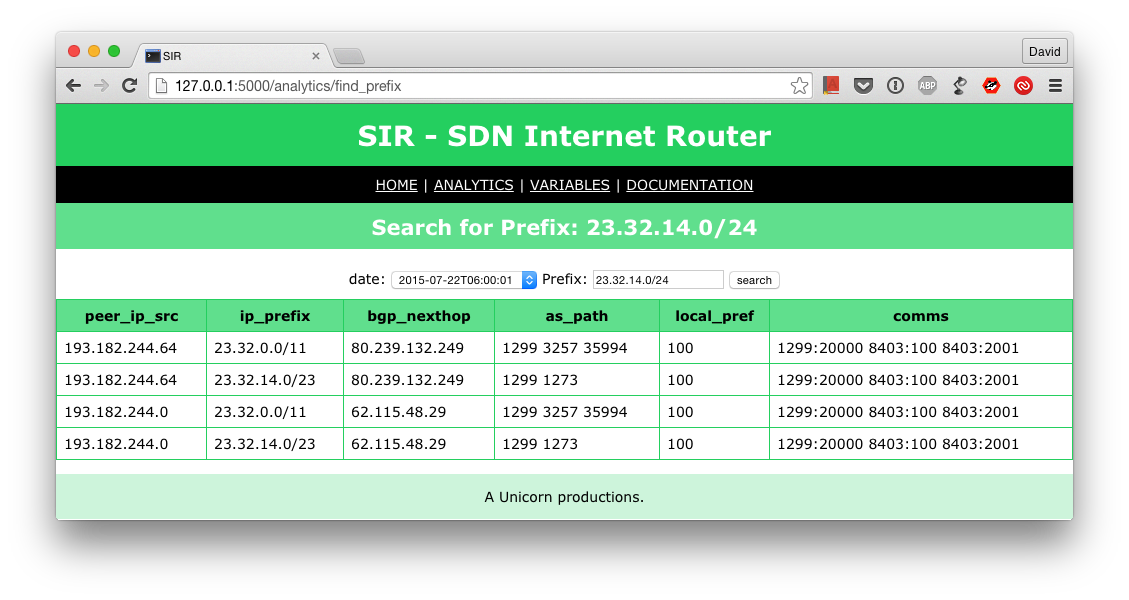 SIR
David
127.0.0.1:5000/analytics/find_prefix
ABP
SIR - SDN Internet Router
HOME | ANALYTICS | VARIABLES | DOCUMENTATION
Search for Prefix: 23.32.14.0/24
date: 2015-07-22T06:00:01 Prefix: 23.32.14.0/24 search
peer_ip_src ip_prefix bgp_nexthop as_path local_pref comms
193.182.244.64 23.32.0.0/11 80.239.132.249 1299 3257 35994 100 1299:20000 8403:100 8403:2001
193.182.244.64 23.32.14.0/23 80.239.132.249 1299 1273 100 1299:20000 8403:100 8403:2001
193.182.244.0 23.32.0.0/11 62.115.48.29 1299 3257 35994 100 1299:20000 8403:100 8403:2001
193.182.244.0 23.32.14.0/23 62.115.48.29 1299 1273 100 1299:20000 8403:100 8403:2001
A Unicorn productions.